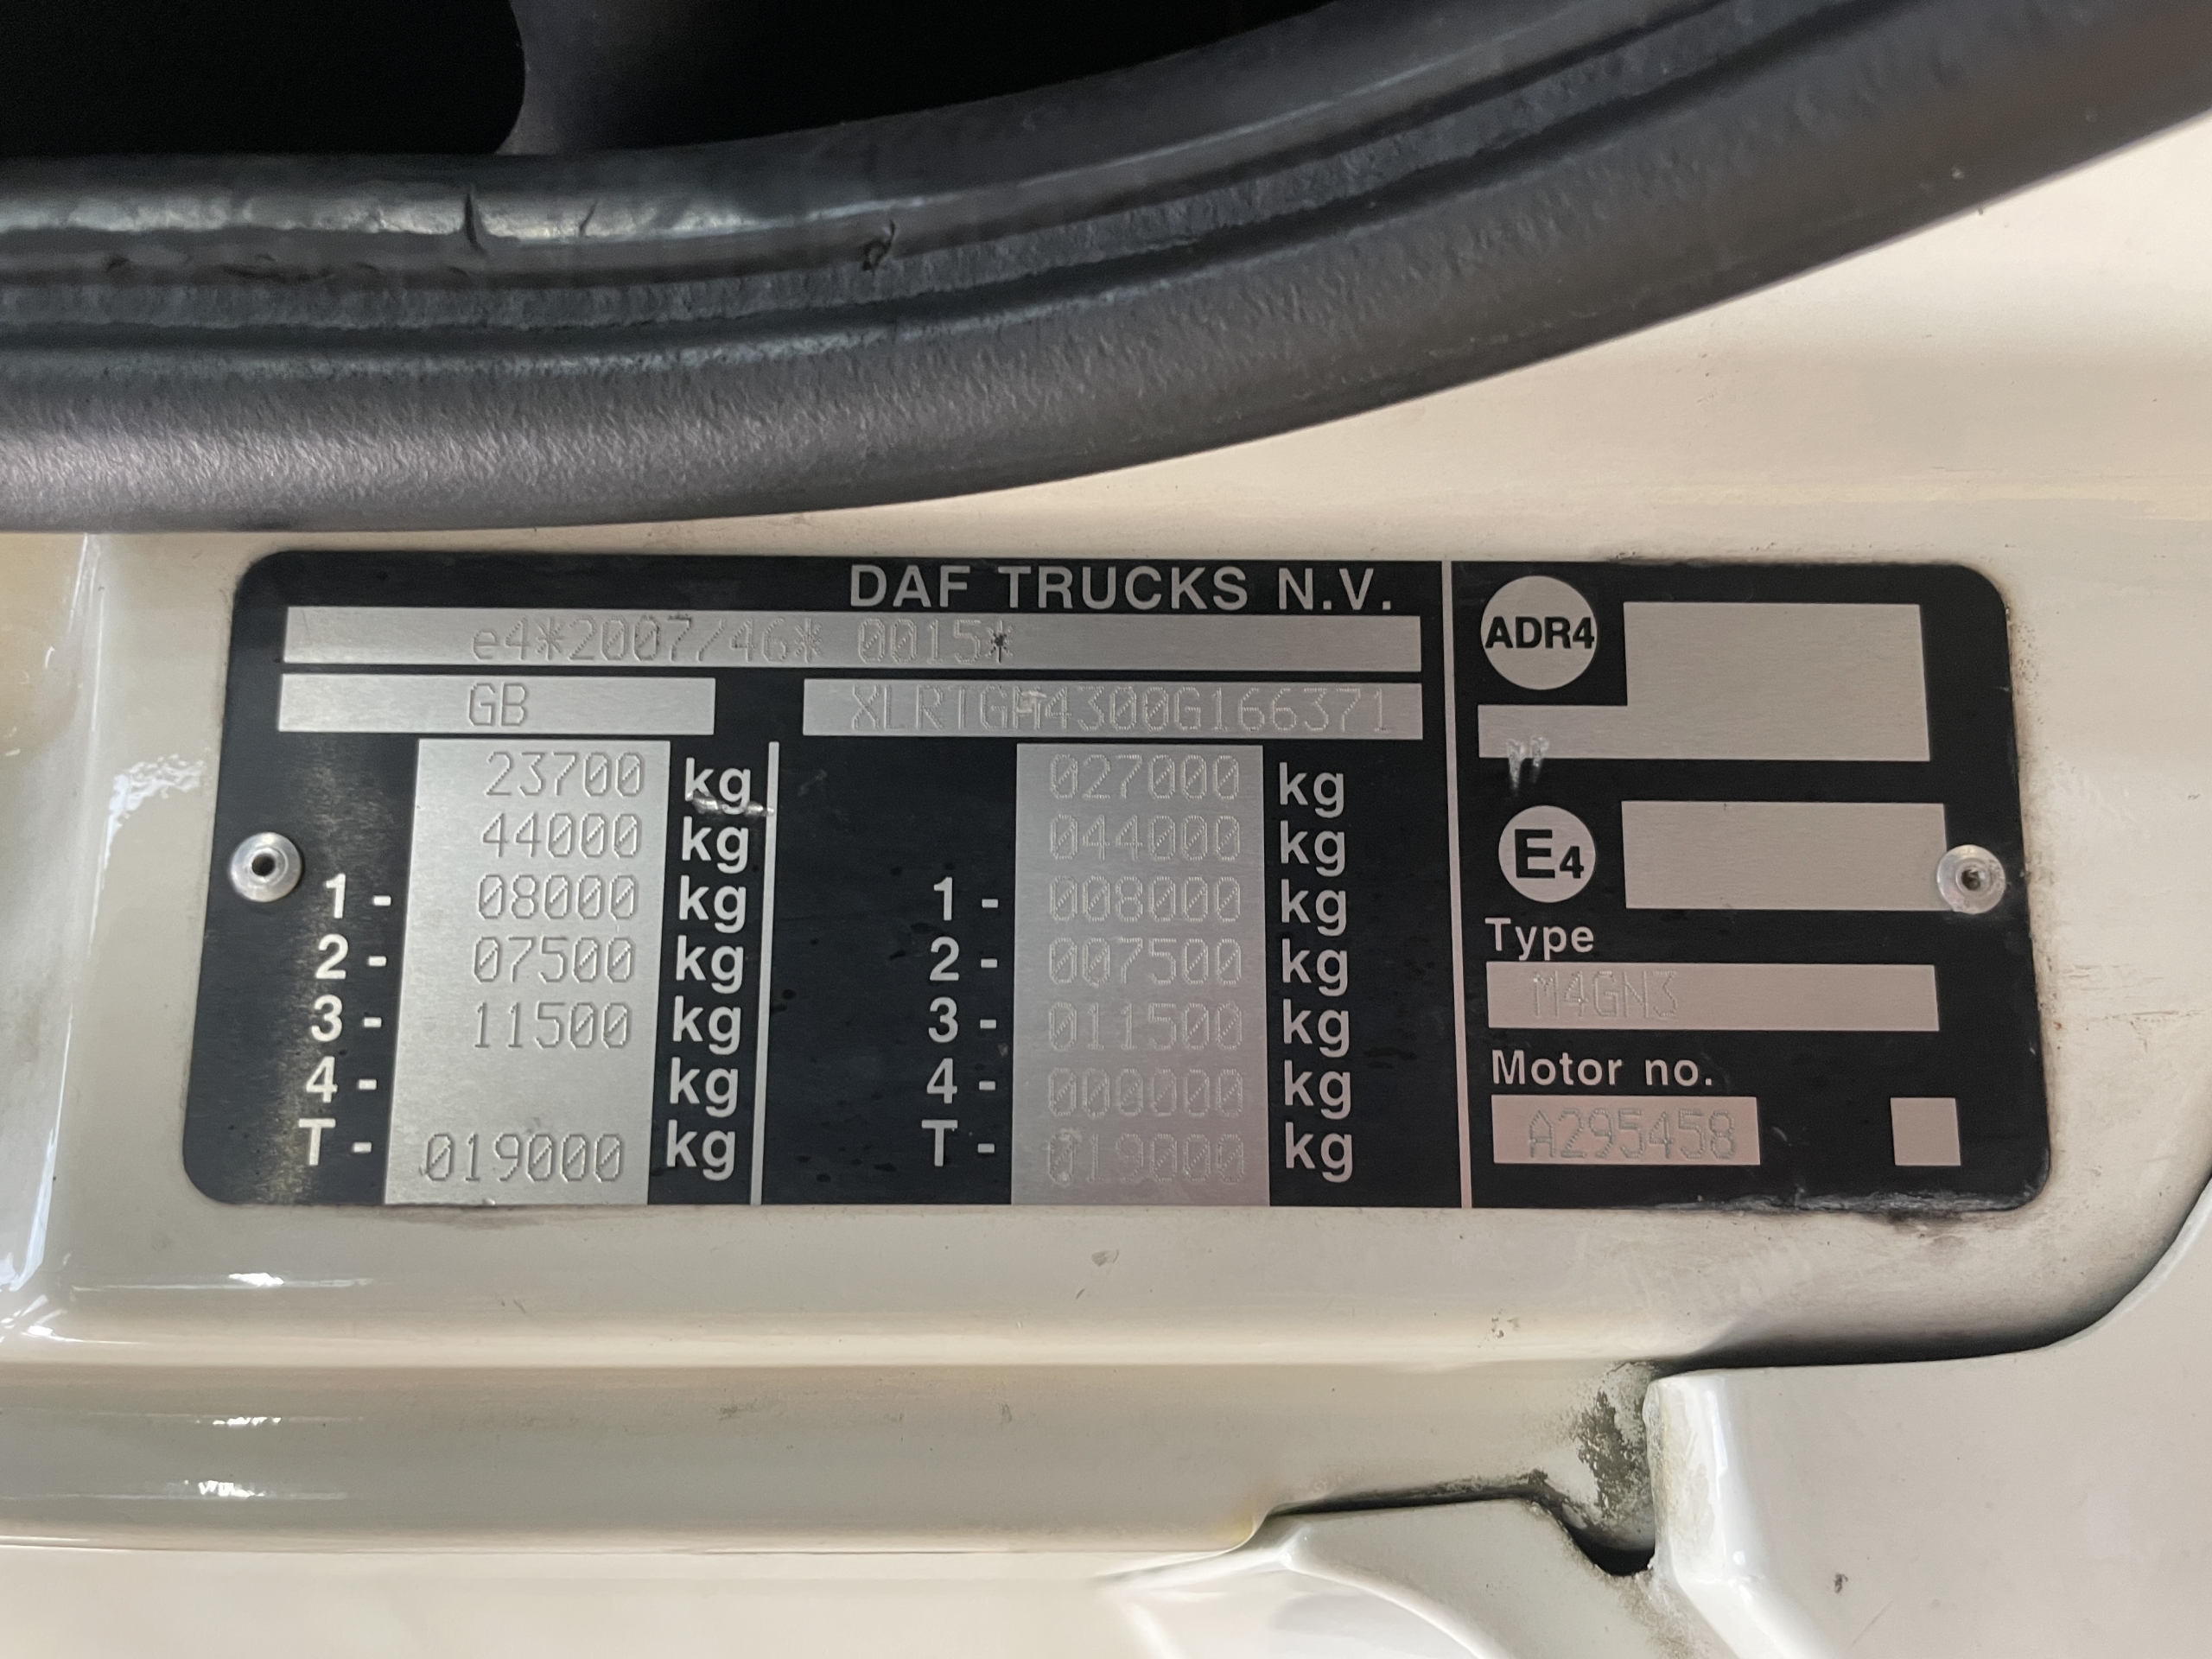 DAF TRUCKS N.V.
e4*2007/46* 0015*
GB
XLRTGH4300G166371
23700 kg
44000 kg
1- 08000 kg
2- 07500 kg
3- 11500 kg
4- kg
T- 019000 kg
027000 kg
044000 kg
1- 008000 kg
2- 007500 kg
3- 011500 kg
4- 000000 kg
T- 019000 kg
ADR4
E4
Type
M4GN3
Motor no.
A295458